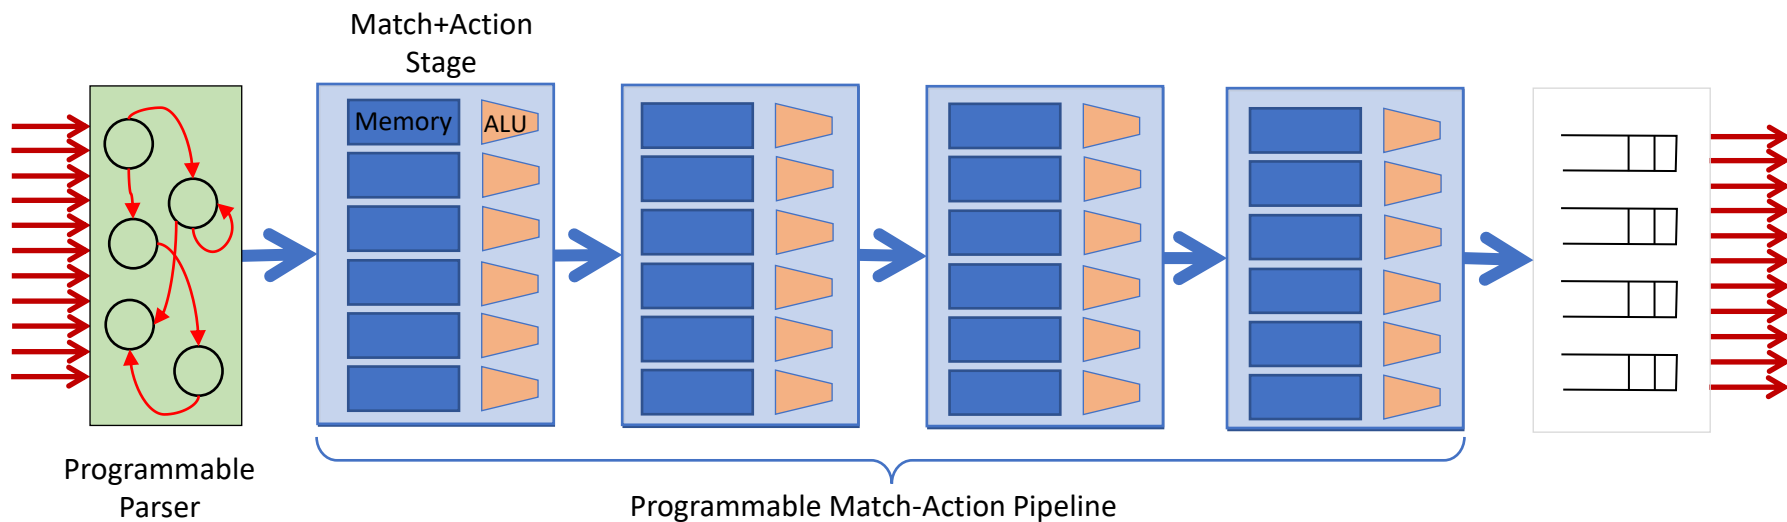 Match+Action
Stage
Memory
ALU
Programmable
Parser
Programmable Match-Action Pipeline